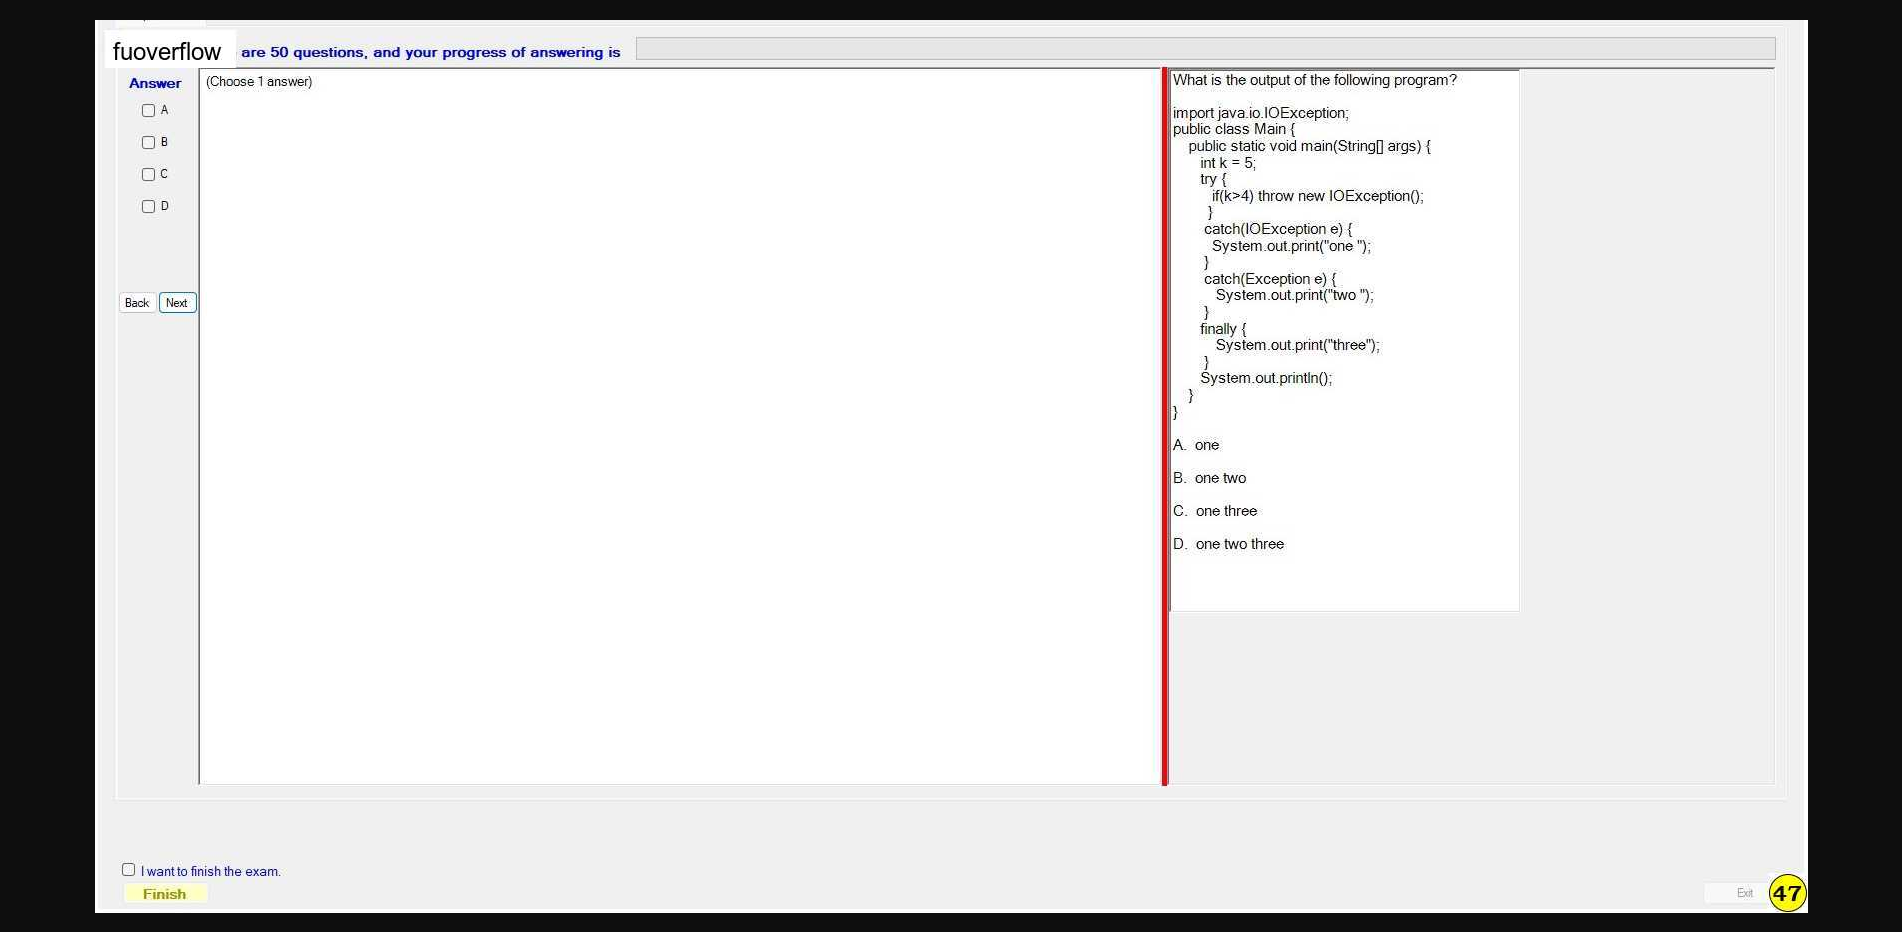 fuoverflow are 50 questions, and your progress of answering is
Answer
(Choose 1 answer)
A
B
C
D
Back Next
What is the output of the following program?
import java.io.IOException;
public class Main {
public static void main(String[] args) {
int k = 5;
try {
if(k>4) throw new IOException();
}
catch(IOException e) {
System.out.print("one ");
}
catch(Exception e) {
System.out.print("two ");
}
finally {
System.out.print("three");
}
System.out.println();
}
}
A. one
B. one two
C. one three
D. one two three
I want to finish the exam.
Finish
Exit 47